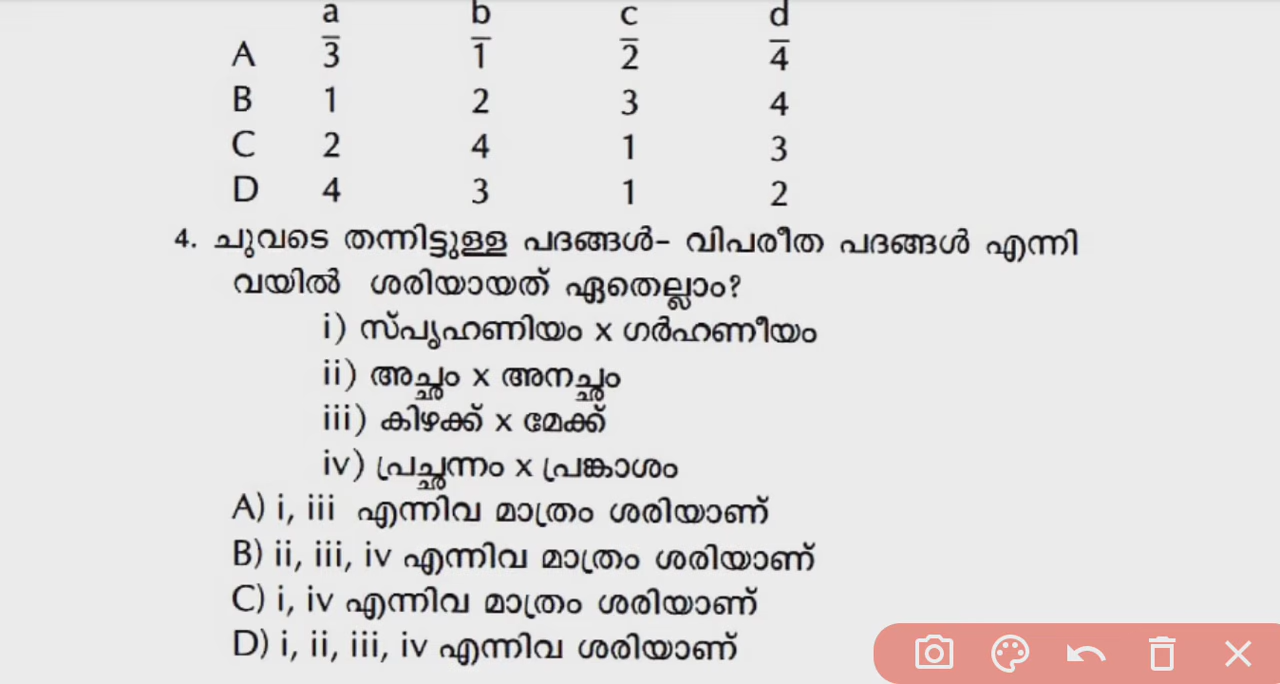 a b c d
A 3 1 2 4
B 1 2 3 4
C 2 4 1 3
D 4 3 1 2
4. ചുവടെ തന്നിട്ടുള്ള പദങ്ങൾ- വിപരീത പദങ്ങൾ എന്നി
വയിൽ ശരിയായത് ഏതെല്ലാം?
i) സ്പൃഹണിയം x ഗർഹണീയം
ii) അച്ഛം x അനച്ഛം
iii) കിഴക്ക് x മേക്ക്
iv) പ്രച്ഛന്നം x പ്രങ്കാശം
A) i, iii എന്നിവ മാത്രം ശരിയാണ്
B) ii, iii, iv എന്നിവ മാത്രം ശരിയാണ്
C) i, iv എന്നിവ മാത്രം ശരിയാണ്
D) i, ii, iii, iv എന്നിവ ശരിയാണ്